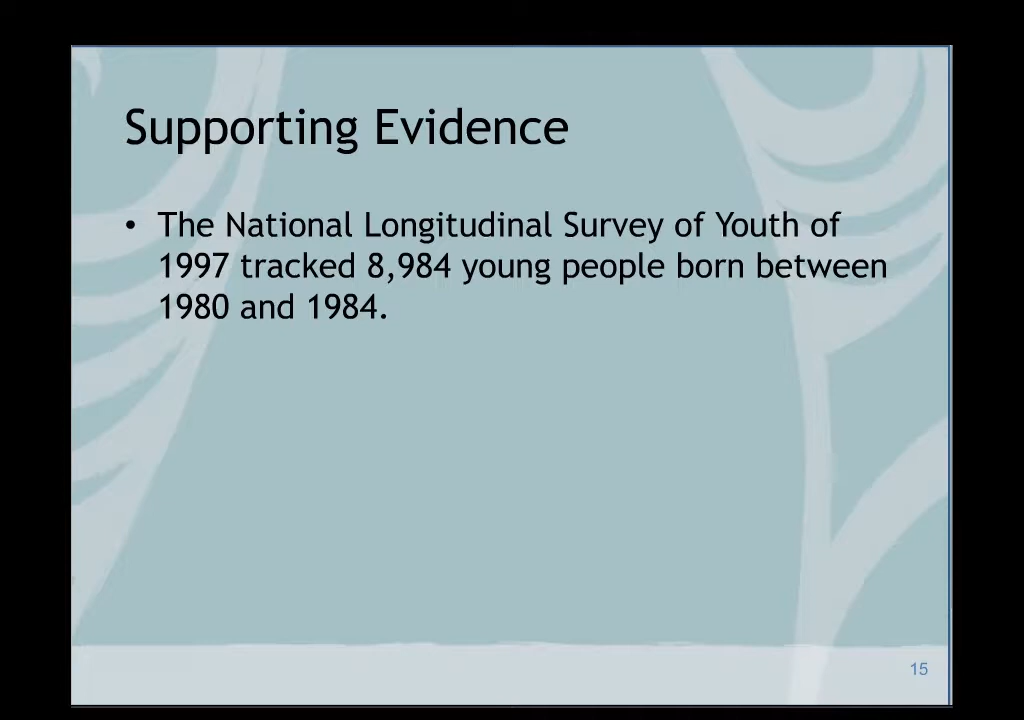 Supporting Evidence
• The National Longitudinal Survey of Youth of
1997 tracked 8,984 young people born between
1980 and 1984.
15